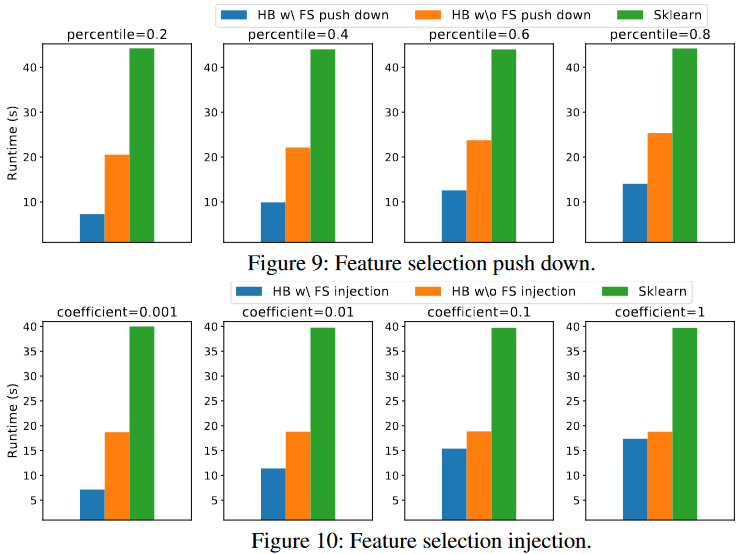 HB w\ FS push down HB w\o FS push down Sklearn
percentile=0.2 percentile=0.4 percentile=0.6 percentile=0.8
40 40 40 40
30 30 30 30
20 20 20 20
10 10 10 10
Runtime (s)
Figure 9: Feature selection push down.
HB w\ FS injection HB w\o FS injection Sklearn
coefficient=0.001 coefficient=0.01 coefficient=0.1 coefficient=1
40 40 40 40
35 35 35 35
30 30 30 30
25 25 25 25
20 20 20 20
15 15 15 15
10 10 10 10
5 5 5 5
Runtime (s)
Figure 10: Feature selection injection.